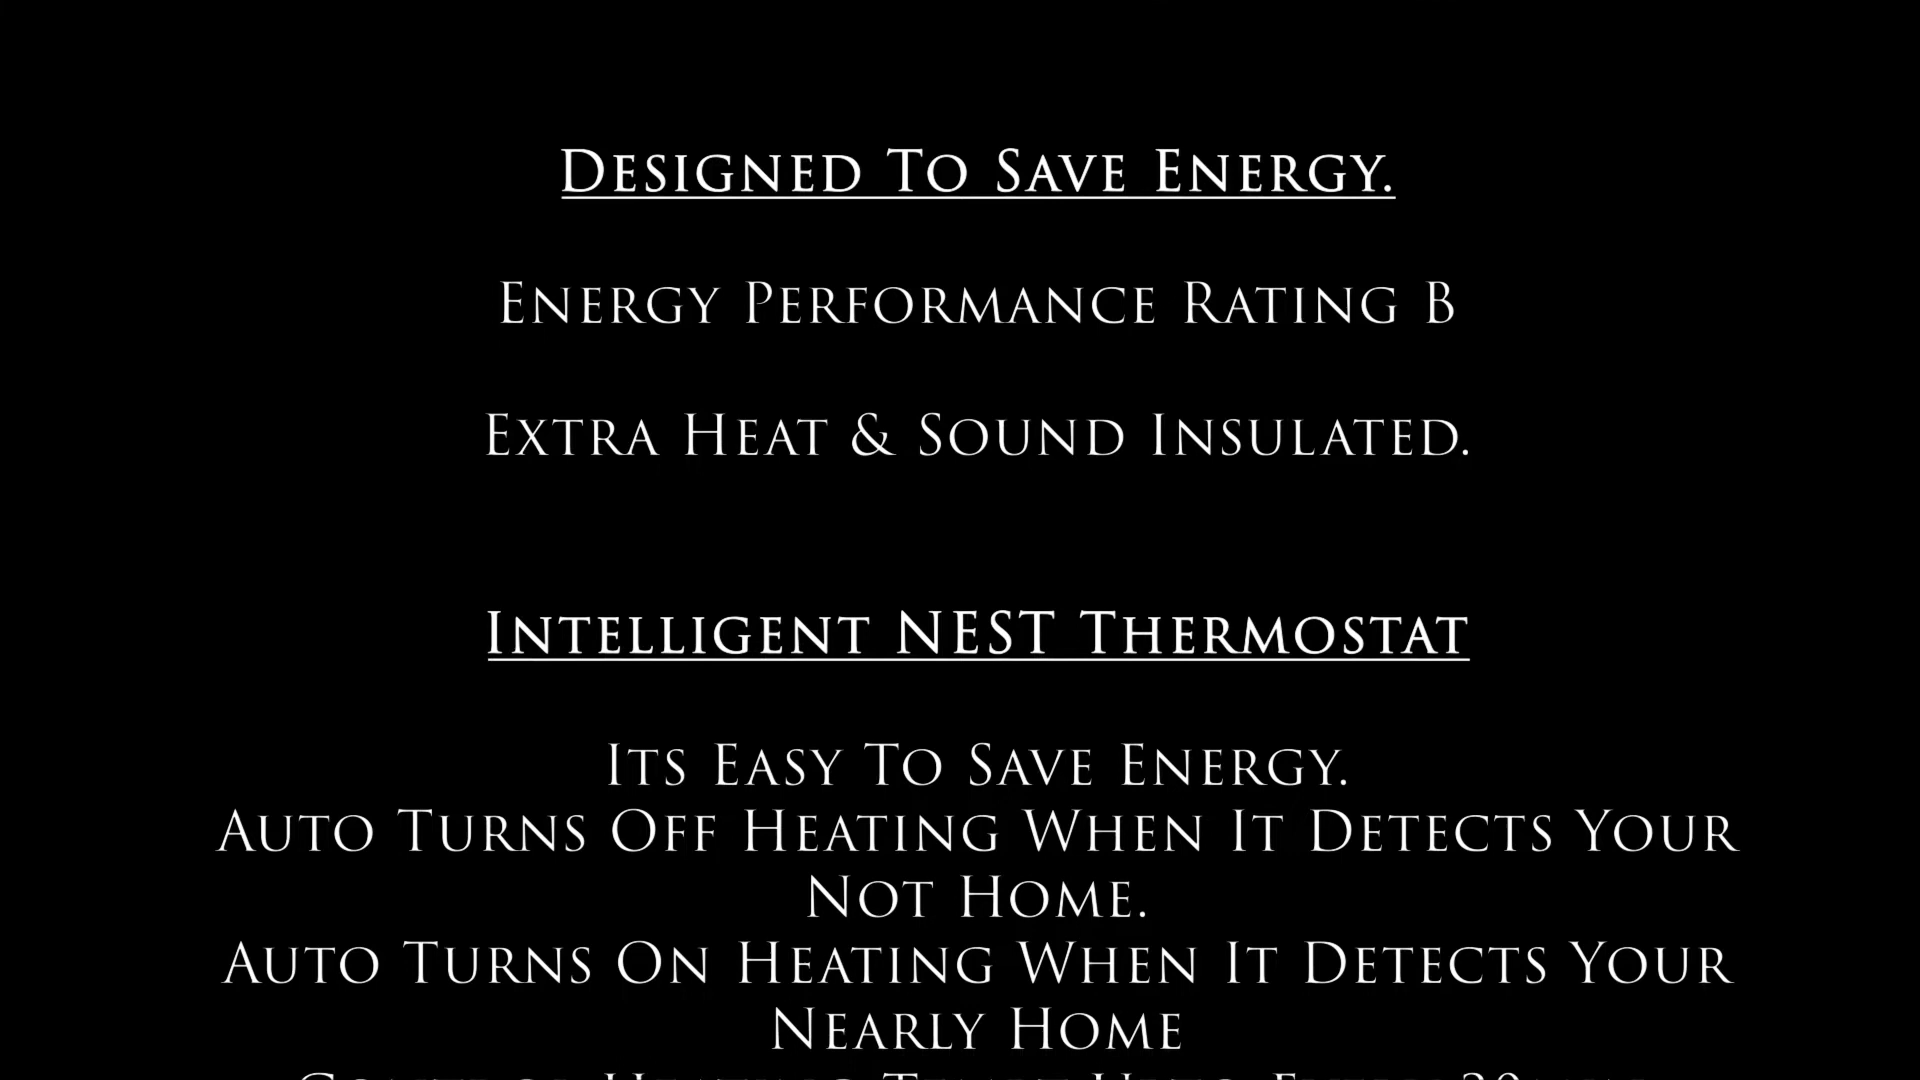 Designed To Save Energy.
Energy Performance Rating B
Extra Heat & Sound Insulated.
Intelligent NEST Thermostat
Its Easy To Save Energy.
Auto Turns Off Heating When It Detects Your
Not Home.
Auto Turns On Heating When It Detects Your
Nearly Home